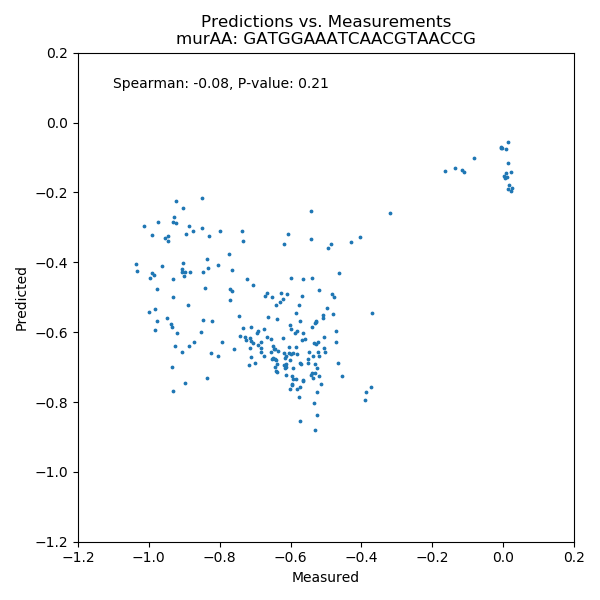 Predictions vs. Measurements
murAA: GATGGAAATCAACGTAACCG
Spearman: -0.08, P-value: 0.21
0.2
0.0
−0.2
−0.4
−0.6
−0.8
−1.0
−1.2
Predicted
−1.2 −1.0 −0.8 −0.6 −0.4 −0.2 0.0 0.2
Measured